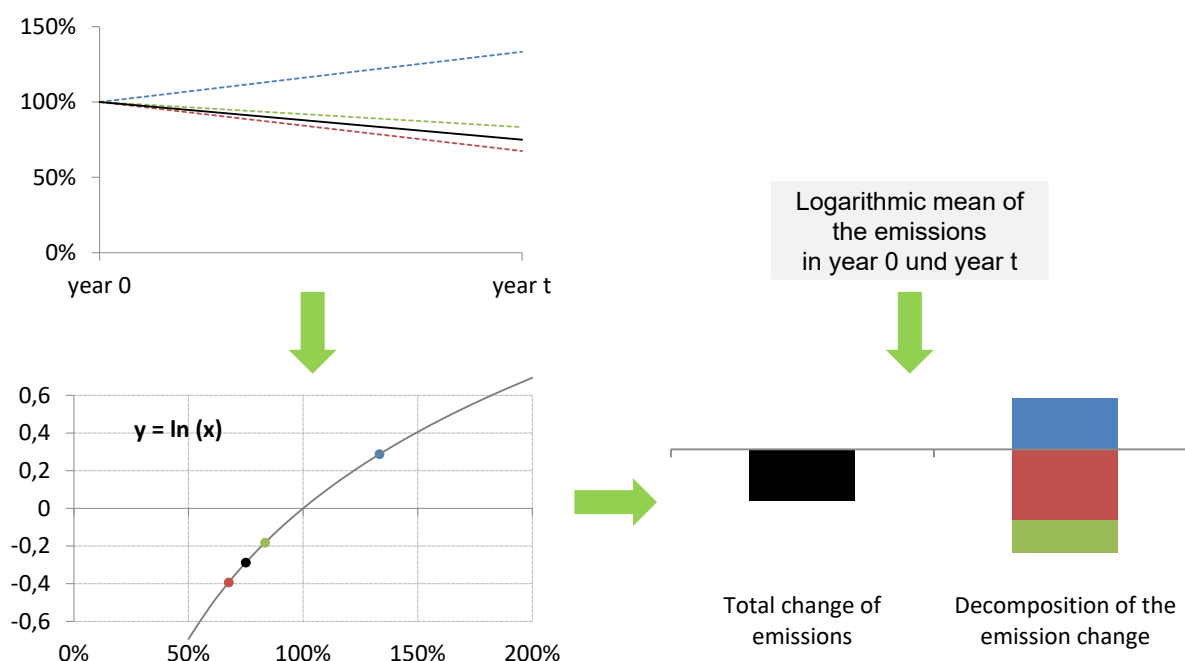 150%
100%
50%
0%
year 0
year t
Logarithmic mean of
the emissions
in year 0 und year t
0,6
0,4
0,2
0
-0,2
-0,4
-0,6
y = ln (x)
0%
50%
100%
150%
200%
Total change of
emissions
Decomposition of the
emission change